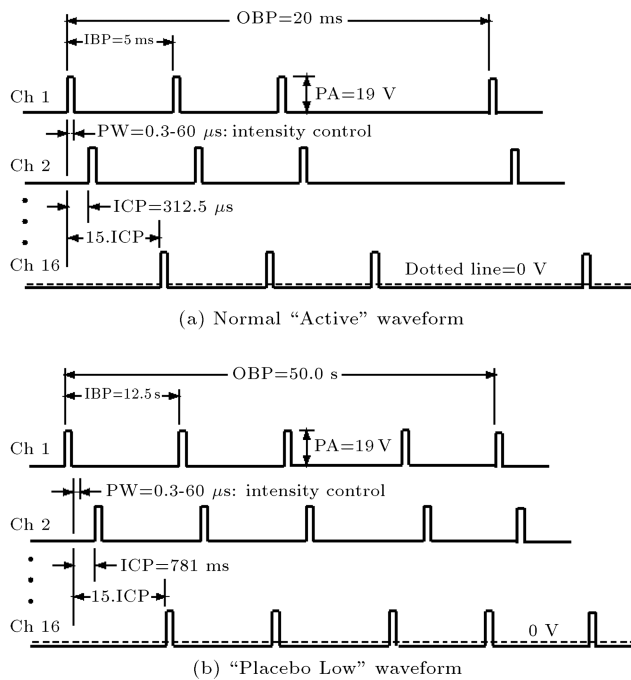 OBP=20 ms
IBP=5 ms
Ch 1
PA=19 V
PW=0.3-60 μs: intensity control
Ch 2
ICP=312.5 μs
15.ICP
Ch 16
Dotted line=0 V
(a) Normal “Active” waveform
OBP=50.0 s
IBP=12.5 s
Ch 1
PA=19 V
PW=0.3-60 μs: intensity control
Ch 2
ICP=781 ms
15.ICP
Ch 16
0 V
(b) “Placebo Low” waveform